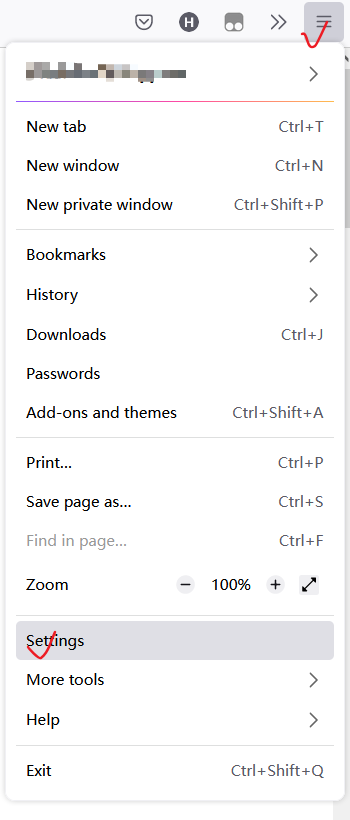 H
New tab Ctrl+T
New window Ctrl+N
New private window Ctrl+Shift+P
Bookmarks
History
Downloads Ctrl+J
Passwords
Add-ons and themes Ctrl+Shift+A
Print... Ctrl+P
Save page as... Ctrl+S
Find in page... Ctrl+F
Zoom − 100% +
Settings
More tools
Help
Exit Ctrl+Shift+Q